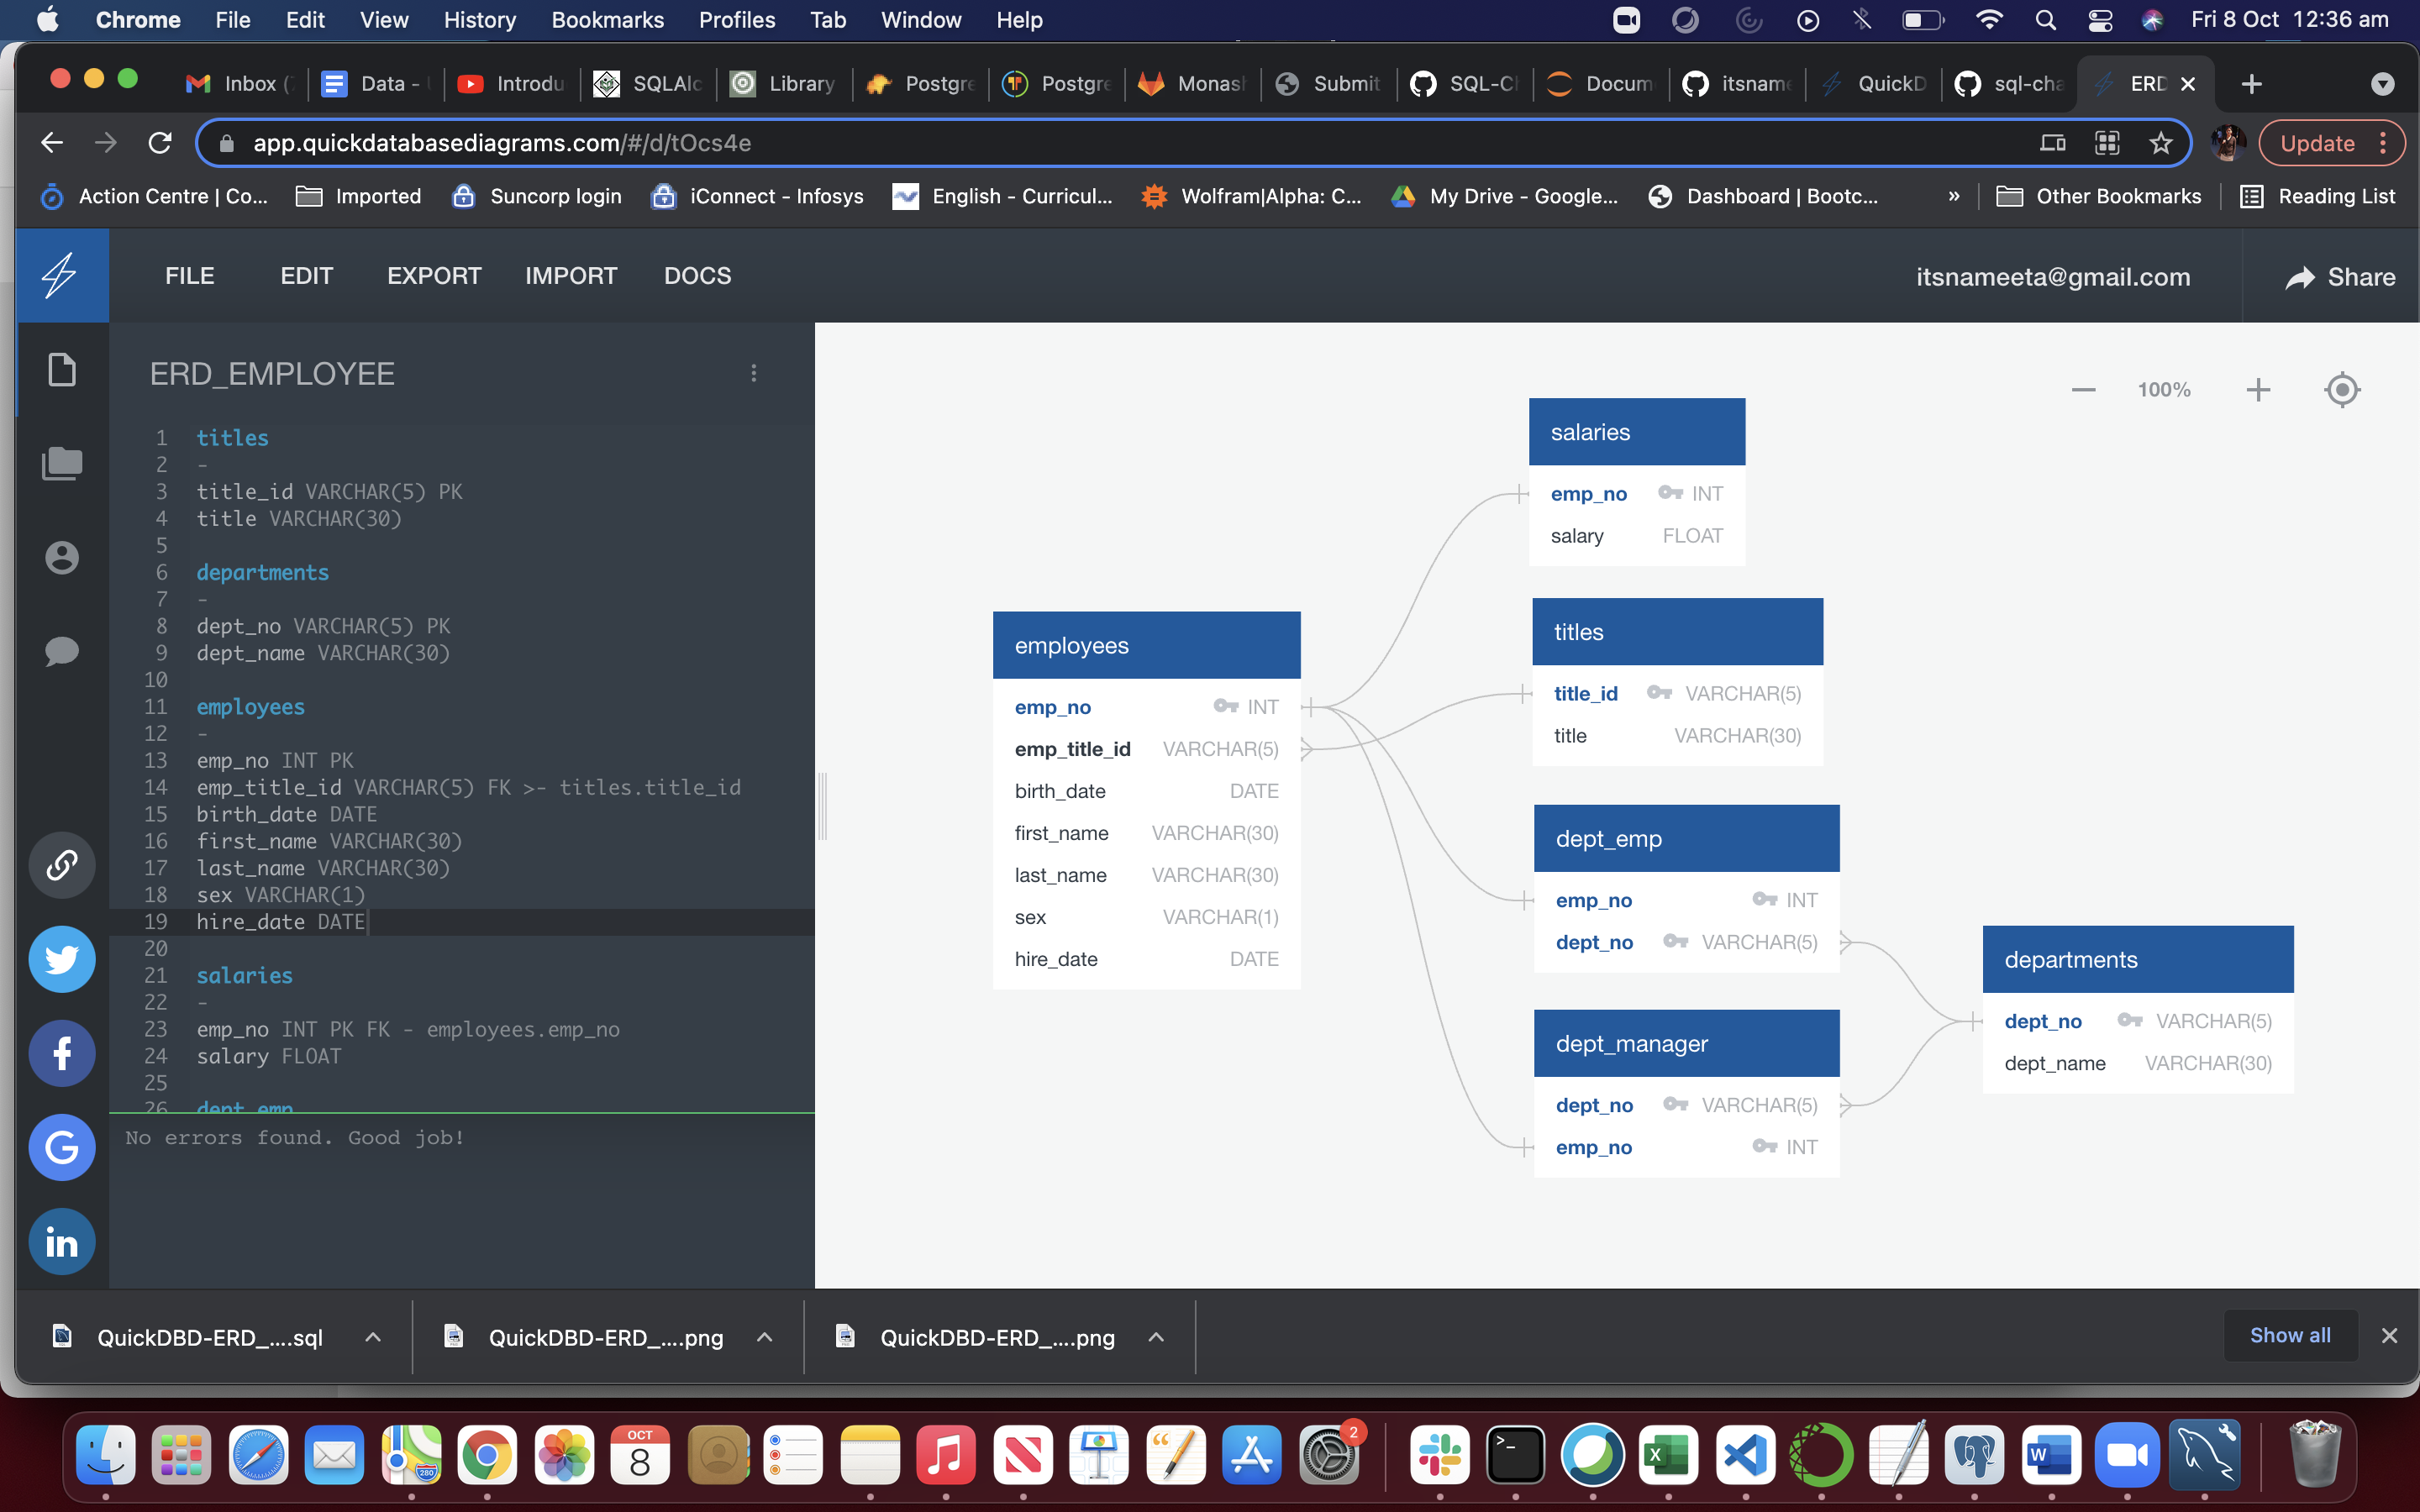 Chrome File Edit View History Bookmarks Profiles Tab Window Help Fri 8 Oct 12:36 am
Inbox ( Data - Introdu SQLAlc Library Postgre Postgre Monash Submit SQL-Ch Docum itsname QuickD sql-cha ERD
app.quickdatabasediagrams.com/#/d/tOcs4e Update
Action Centre | Co... Imported Suncorp login iConnect - Infosys English - Curricul... Wolfram|Alpha: C... My Drive - Google... Dashboard | Bootc... » Other Bookmarks Reading List
FILE EDIT EXPORT IMPORT DOCS itsnameeta@gmail.com Share
ERD_EMPLOYEE
1 titles
2 -
3 title_id VARCHAR(5) PK
4 title VARCHAR(30)
5
6 departments
7 -
8 dept_no VARCHAR(5) PK
9 dept_name VARCHAR(30)
10
11 employees
12 -
13 emp_no INT PK
14 emp_title_id VARCHAR(5) FK >- titles.title_id
15 birth_date DATE
16 first_name VARCHAR(30)
17 last_name VARCHAR(30)
18 sex VARCHAR(1)
19 hire_date DATE
20
21 salaries
22 -
23 emp_no INT PK FK - employees.emp_no
24 salary FLOAT
25
26 dept_emp
No errors found. Good job!
100%
salaries
emp_no INT
salary FLOAT
employees
emp_no INT
emp_title_id VARCHAR(5)
birth_date DATE
first_name VARCHAR(30)
last_name VARCHAR(30)
sex VARCHAR(1)
hire_date DATE
titles
title_id VARCHAR(5)
title VARCHAR(30)
dept_emp
emp_no INT
dept_no VARCHAR(5)
dept_manager
dept_no VARCHAR(5)
emp_no INT
departments
dept_no VARCHAR(5)
dept_name VARCHAR(30)
QuickDBD-ERD_....sql QuickDBD-ERD_....png QuickDBD-ERD_....png Show all
OCT
8
280
2